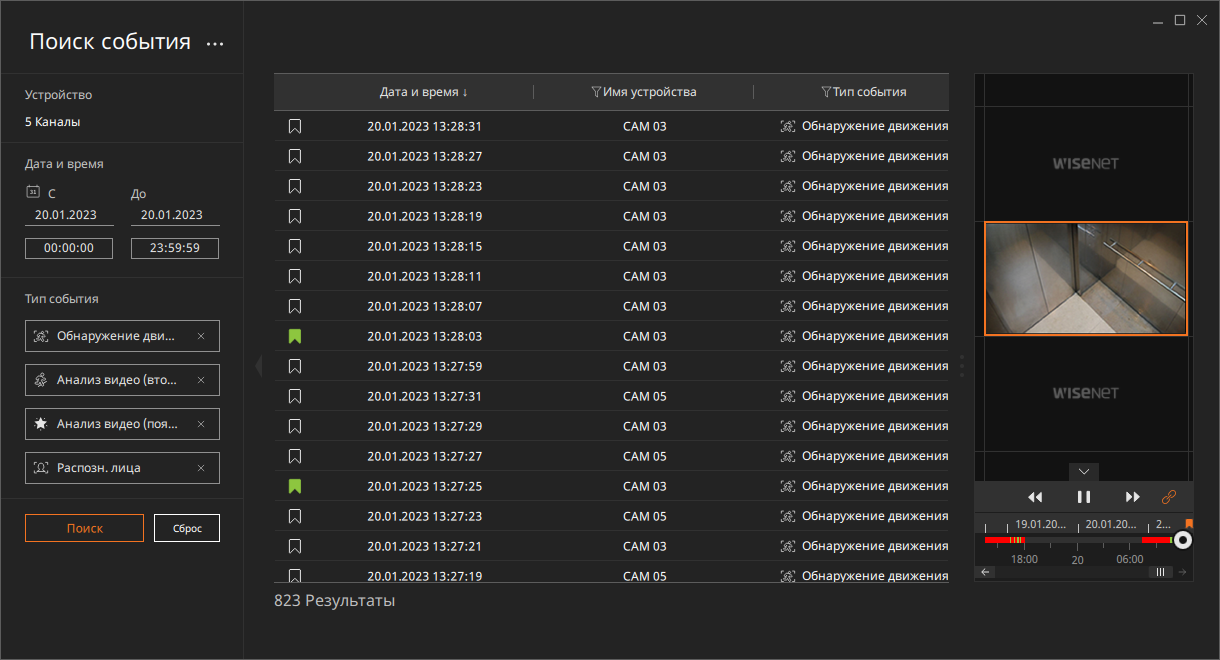 Поиск события ...
Устройство
5 Каналы
Дата и время
31 С До
20.01.2023 20.01.2023
00:00:00 23:59:59
Тип события
Обнаружение дви...
Анализ видео (вто...
Анализ видео (поя...
Распозн. лица
Поиск Сброс
Дата и время ↓ Имя устройства Тип события
20.01.2023 13:28:31 CAM 03 Обнаружение движения
20.01.2023 13:28:27 CAM 03 Обнаружение движения
20.01.2023 13:28:23 CAM 03 Обнаружение движения
20.01.2023 13:28:19 CAM 03 Обнаружение движения
20.01.2023 13:28:15 CAM 03 Обнаружение движения
20.01.2023 13:28:11 CAM 03 Обнаружение движения
20.01.2023 13:28:07 CAM 03 Обнаружение движения
20.01.2023 13:28:03 CAM 03 Обнаружение движения
20.01.2023 13:27:59 CAM 03 Обнаружение движения
20.01.2023 13:27:31 CAM 05 Обнаружение движения
20.01.2023 13:27:29 CAM 03 Обнаружение движения
20.01.2023 13:27:27 CAM 05 Обнаружение движения
20.01.2023 13:27:25 CAM 03 Обнаружение движения
20.01.2023 13:27:23 CAM 05 Обнаружение движения
20.01.2023 13:27:21 CAM 03 Обнаружение движения
20.01.2023 13:27:19 CAM 05 Обнаружение движения
823 Результаты
WISENET
WISENET
19.01.20... 20.01.20... 2...
18:00 20 06:00